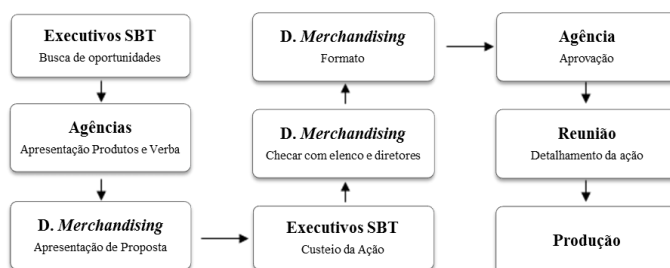 Executivos SBT
Busca de oportunidades
Agências
Apresentação Produtos e Verba
D. Merchandising
Apresentação de Proposta
Executivos SBT
Custeio da Ação
D. Merchandising
Checar com elenco e diretores
D. Merchandising
Formato
Agência
Aprovação
Reunião
Detalhamento da ação
Produção